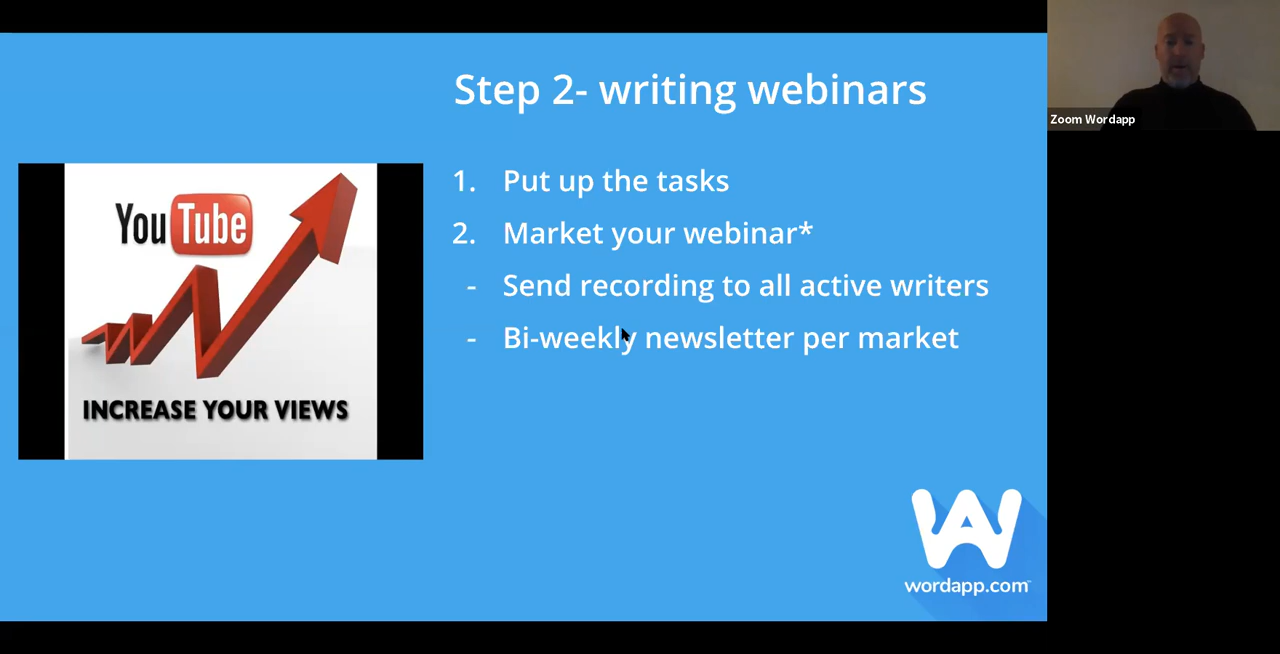 Step 2- writing webinars
1. Put up the tasks
2. Market your webinar*
- Send recording to all active writers
- Bi-weekly newsletter per market
You Tube
INCREASE YOUR VIEWS
wordapp.com
Zoom Wordapp